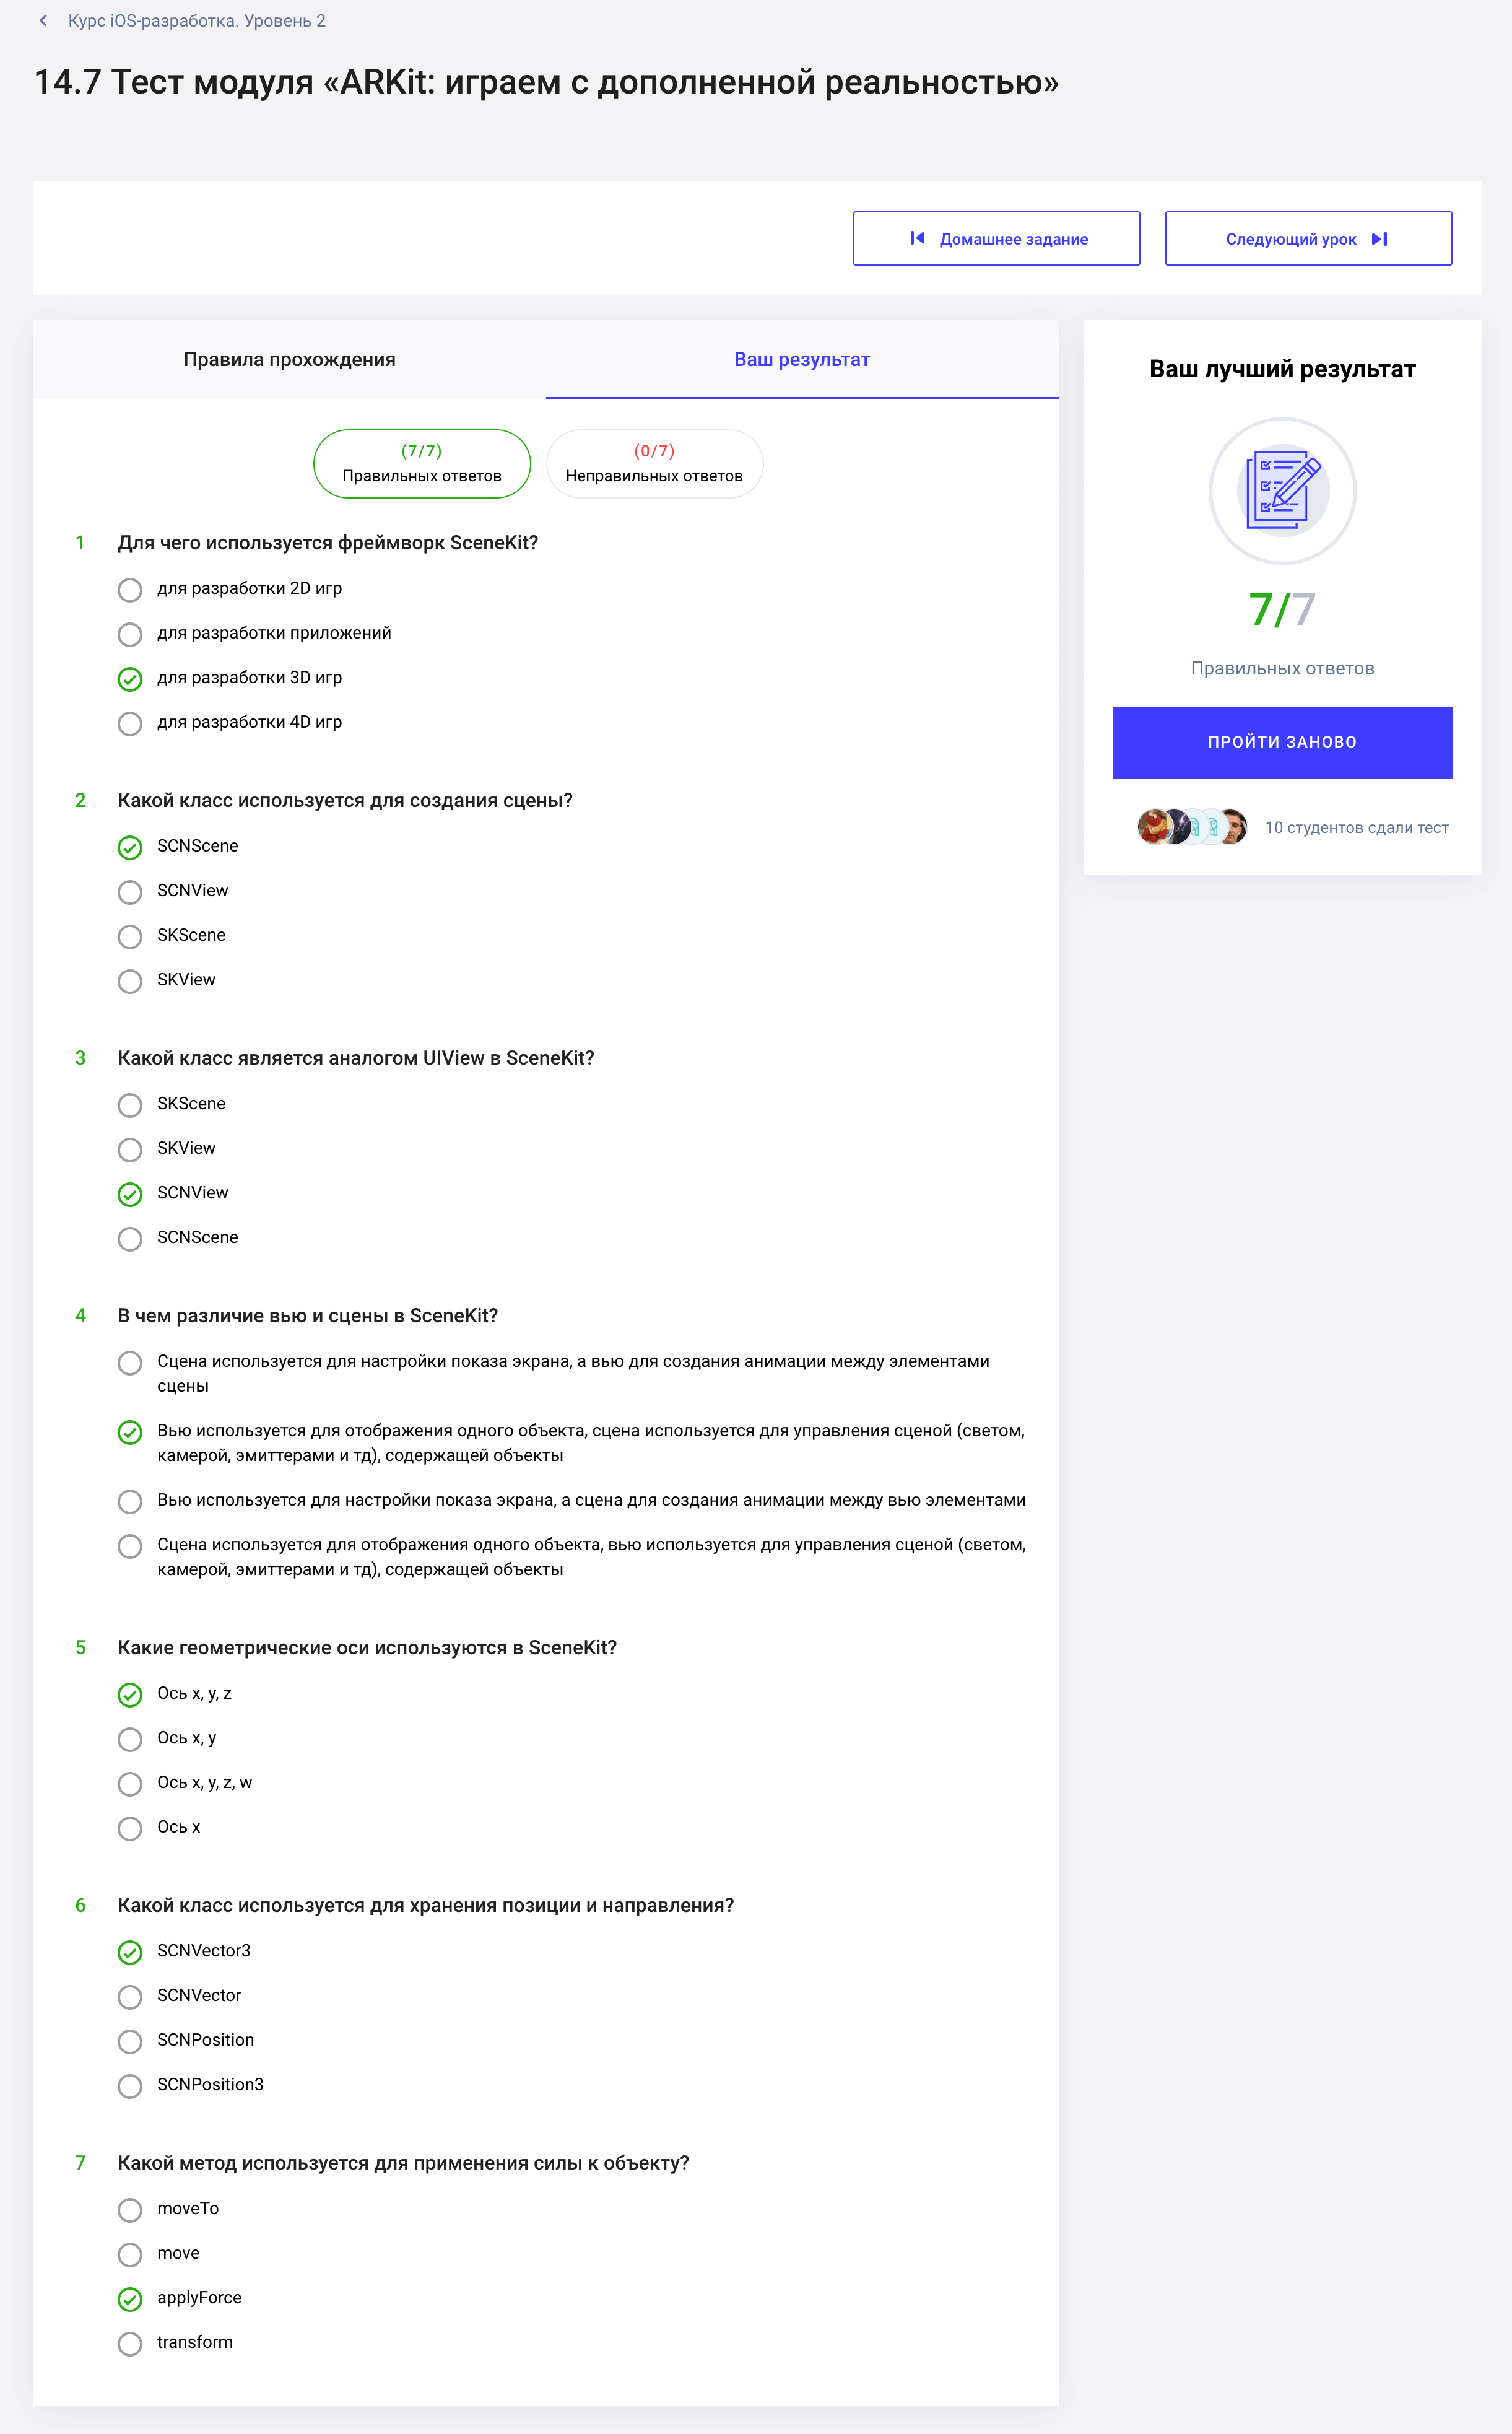 Курс iOS-разработка. Уровень 2
14.7 Тест модуля «ARKit: играем с дополненной реальностью»
Домашнее задание
Следующий урок
Правила прохождения
Ваш результат
(7/7)
Правильных ответов
(0/7)
Неправильных ответов
1 Для чего используется фреймворк SceneKit?
для разработки 2D игр
для разработки приложений
для разработки 3D игр
для разработки 4D игр
2 Какой класс используется для создания сцены?
SCNScene
SCNView
SKScene
SKView
3 Какой класс является аналогом UIView в SceneKit?
SKScene
SKView
SCNView
SCNScene
4 В чем различие вью и сцены в SceneKit?
Сцена используется для настройки показа экрана, а вью для создания анимации между элементами
сцены
Вью используется для отображения одного объекта, сцена используется для управления сценой (светом,
камерой, эмиттерами и тд), содержащей объекты
Вью используется для настройки показа экрана, а сцена для создания анимации между вью элементами
Сцена используется для отображения одного объекта, вью используется для управления сценой (светом,
камерой, эмиттерами и тд), содержащей объекты
5 Какие геометрические оси используются в SceneKit?
Ось x, y, z
Ось x, y
Ось x, y, z, w
Ось x
6 Какой класс используется для хранения позиции и направления?
SCNVector3
SCNVector
SCNPosition
SCNPosition3
7 Какой метод используется для применения силы к объекту?
moveTo
move
applyForce
transform
Ваш лучший результат
7/7
Правильных ответов
ПРОЙТИ ЗАНОВО
10 студентов сдали тест